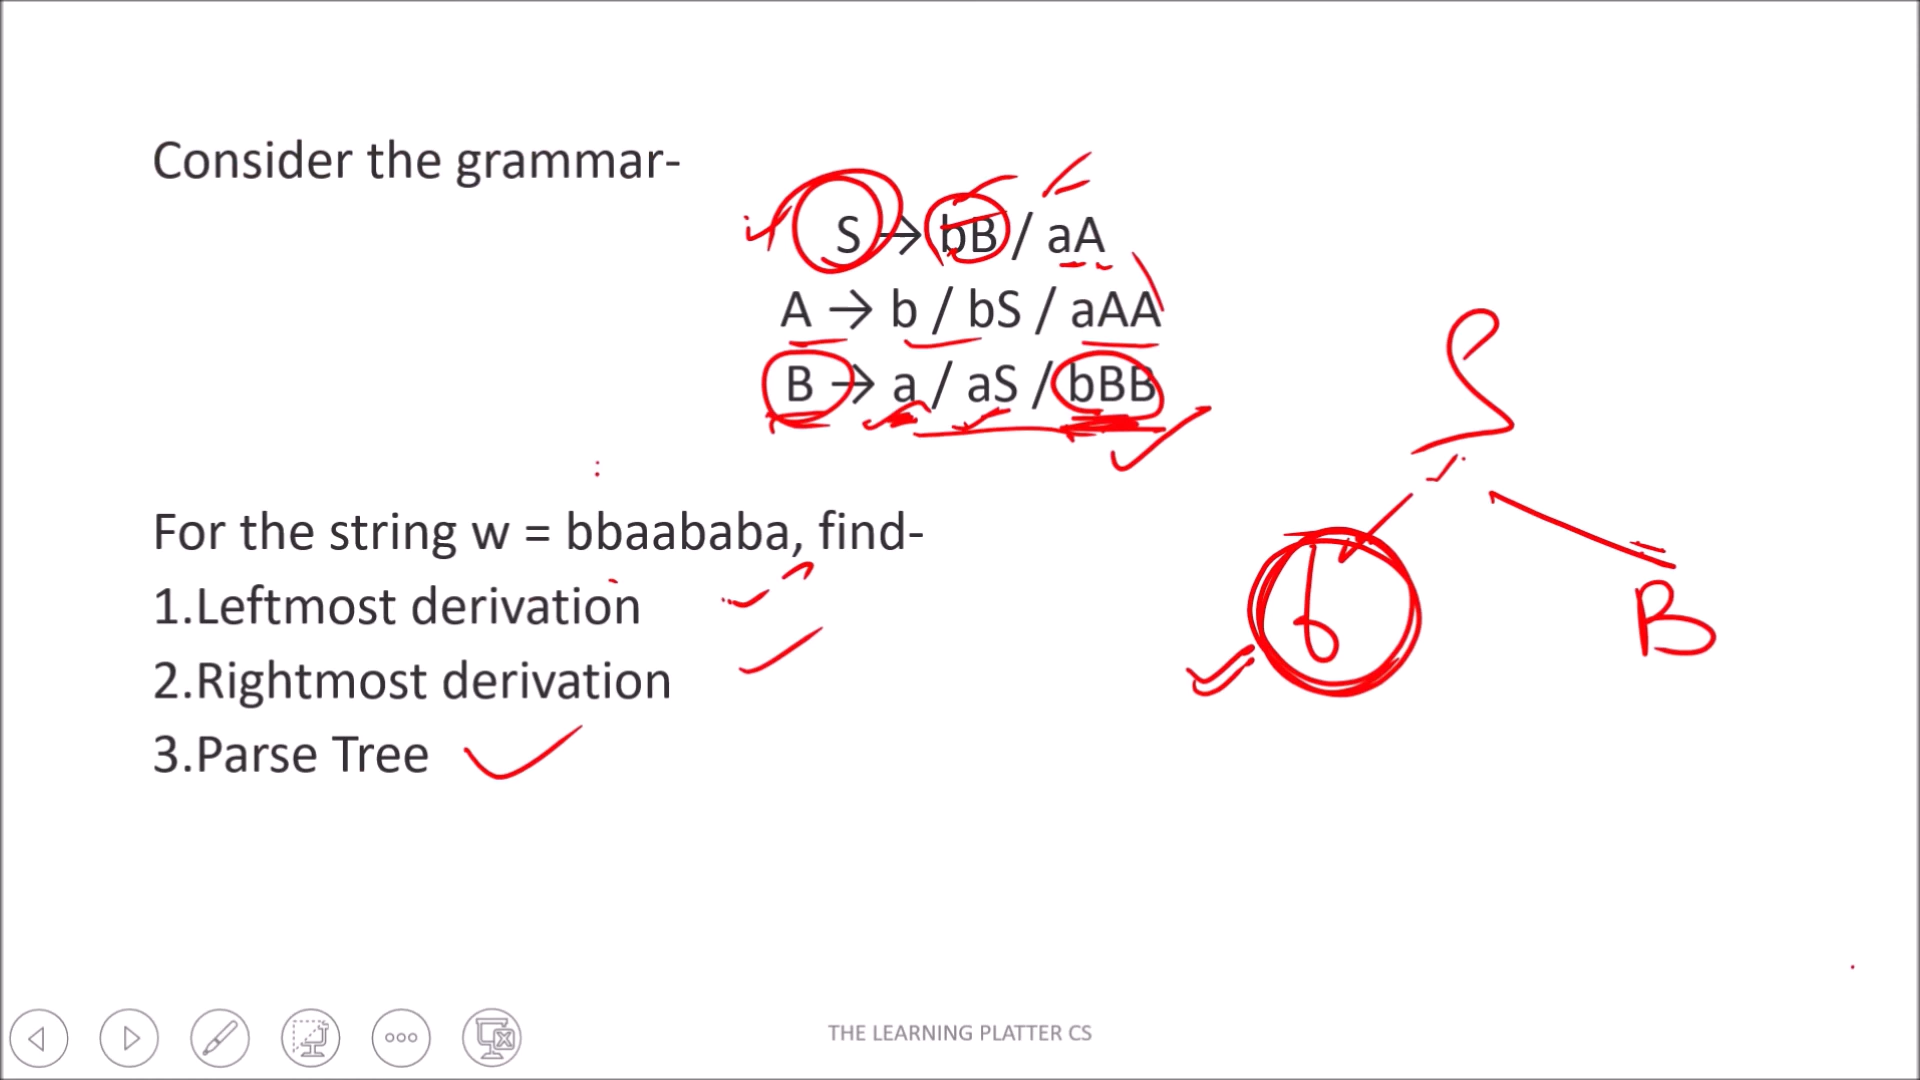 Consider the grammar-
S → bB / aA
A → b / bS / aAA
B → a / aS / bBB
S
For the string w = bbaababa, find-
1.Leftmost derivation
b B
2.Rightmost derivation
3.Parse Tree
THE LEARNING PLATTER CS